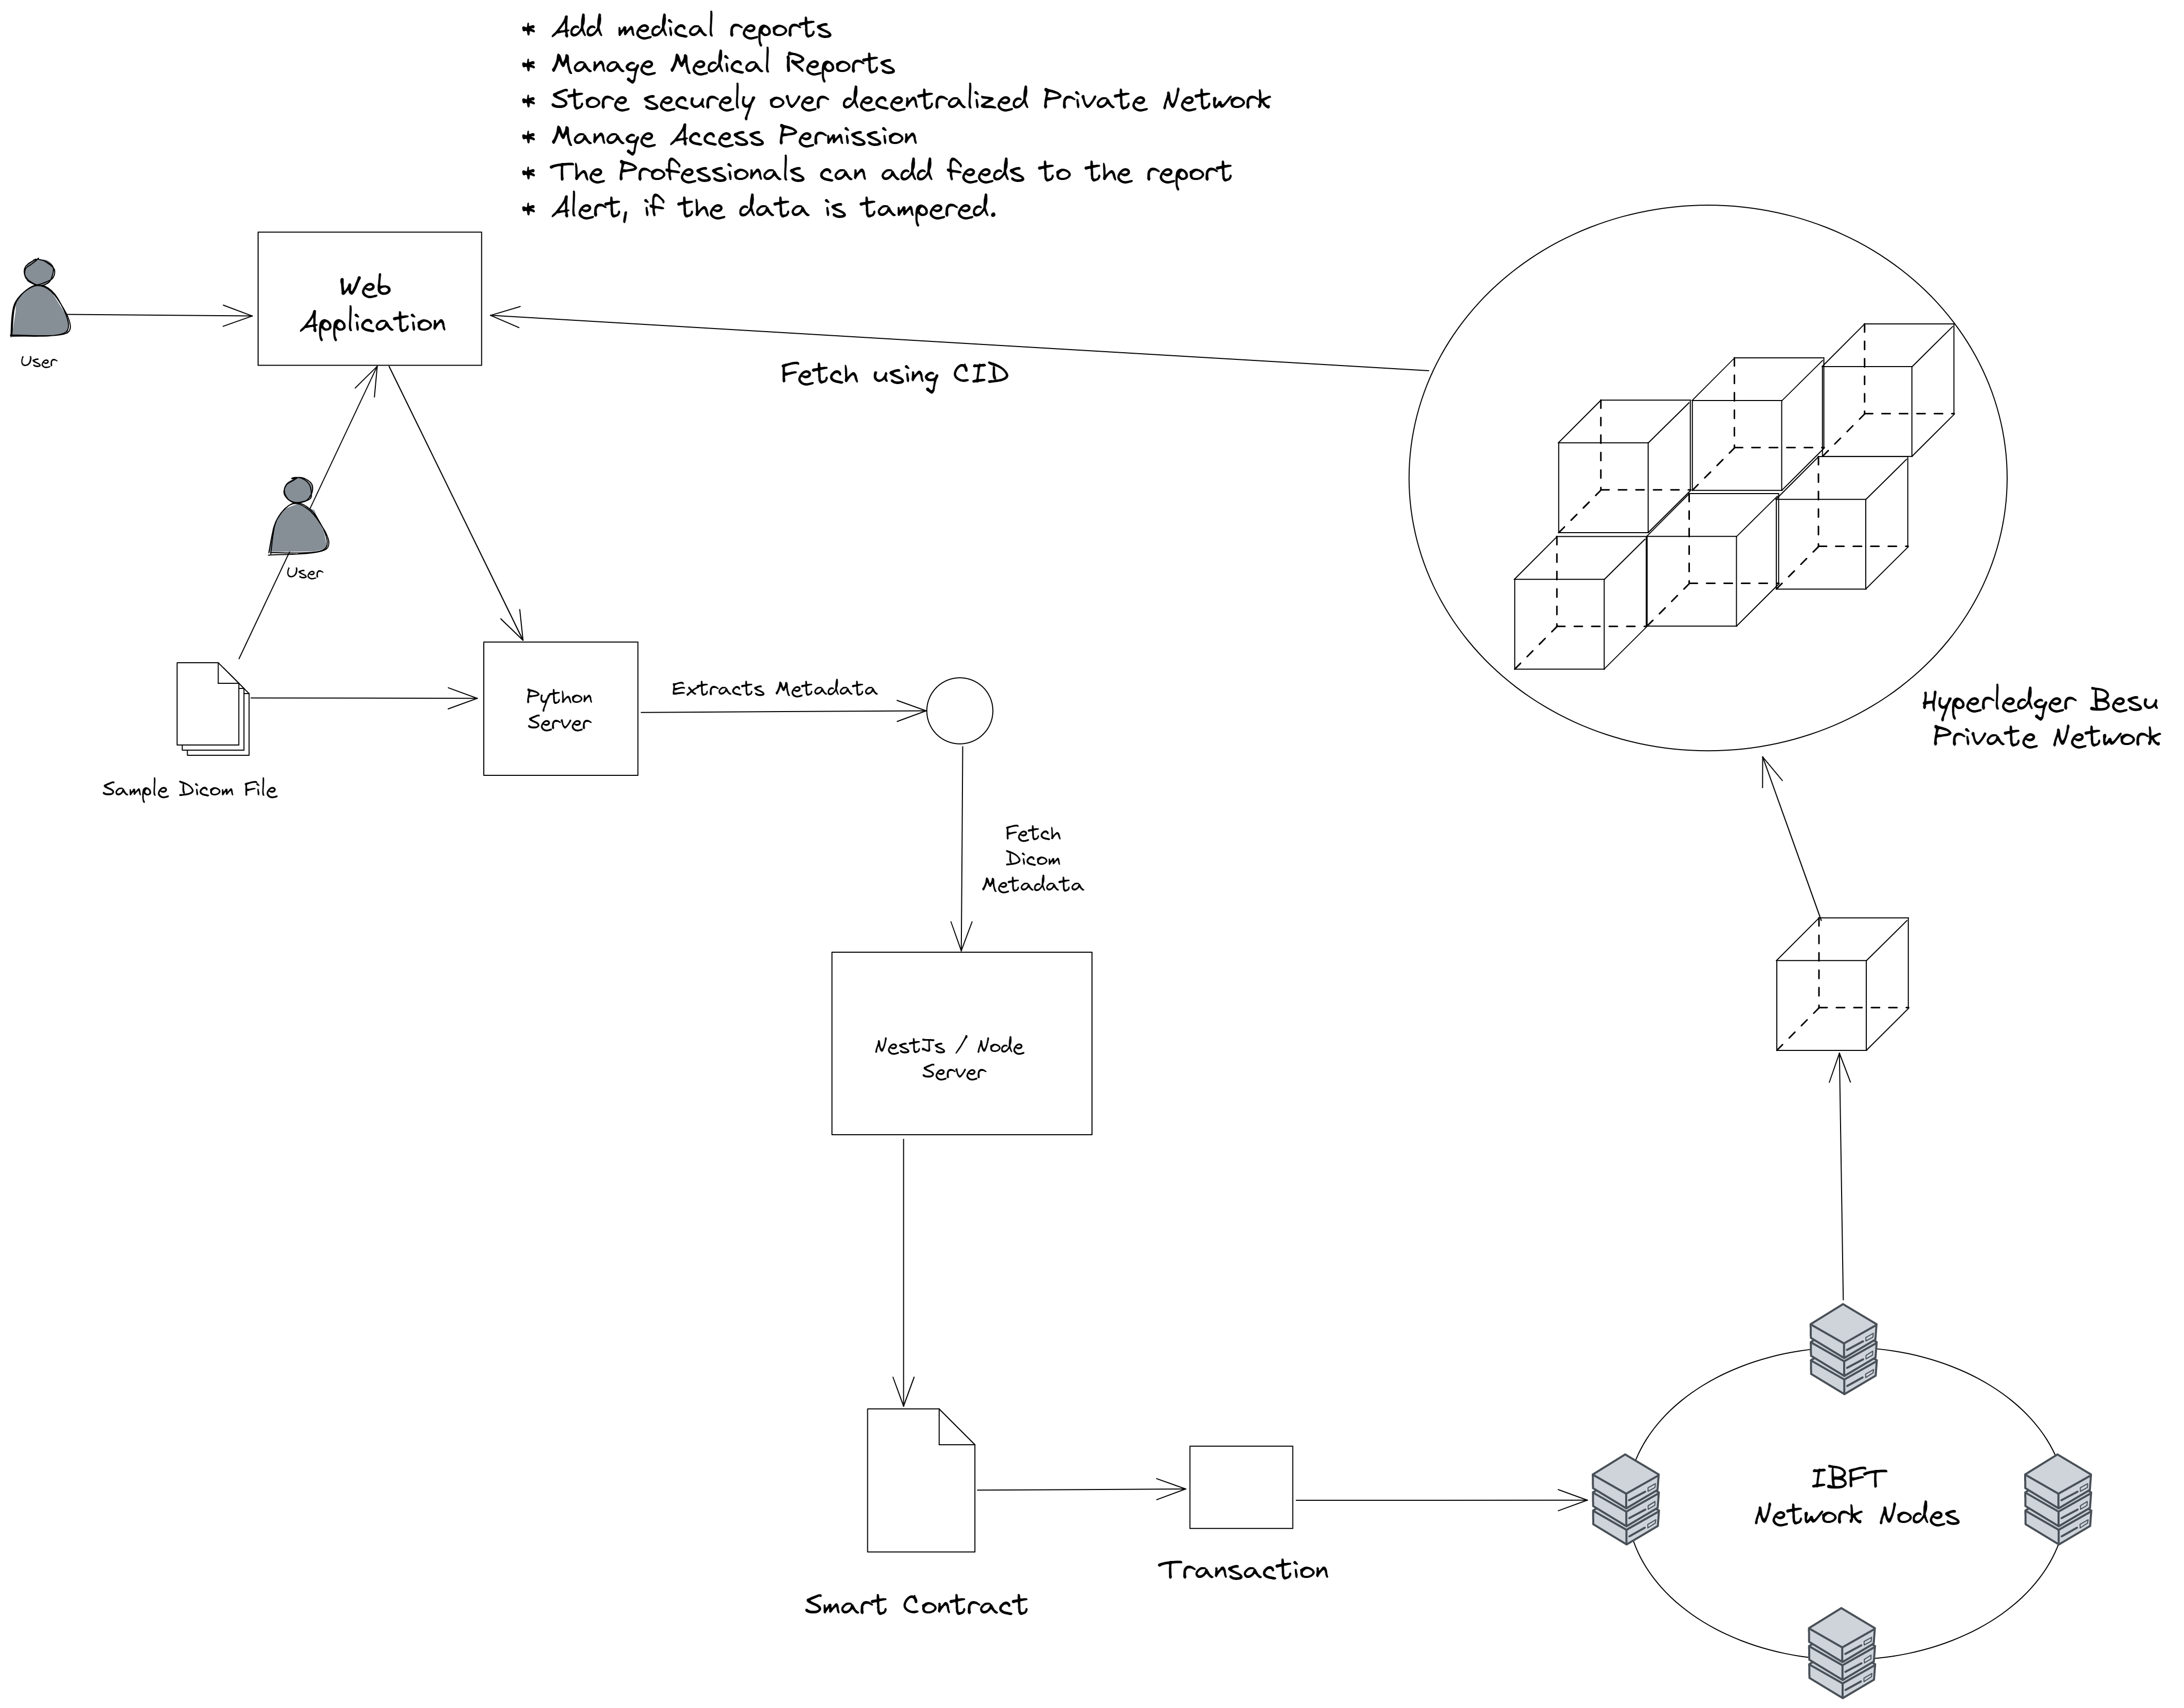 * Add medical reports
* Manage Medical Reports
* Store securely over decentralized Private Network
* Manage Access Permission
* The Professionals can add feeds to the report
* Alert, if the data is tampered.
Web
Application
User
Fetch using CID
User
Python
Server
Extracts Metadata
Sample Dicom File
Hyperledger Besu
Private Network
Fetch
Dicom
Metadata
NestJs / Node
Server
IBFT
Network Nodes
Transaction
Smart Contract